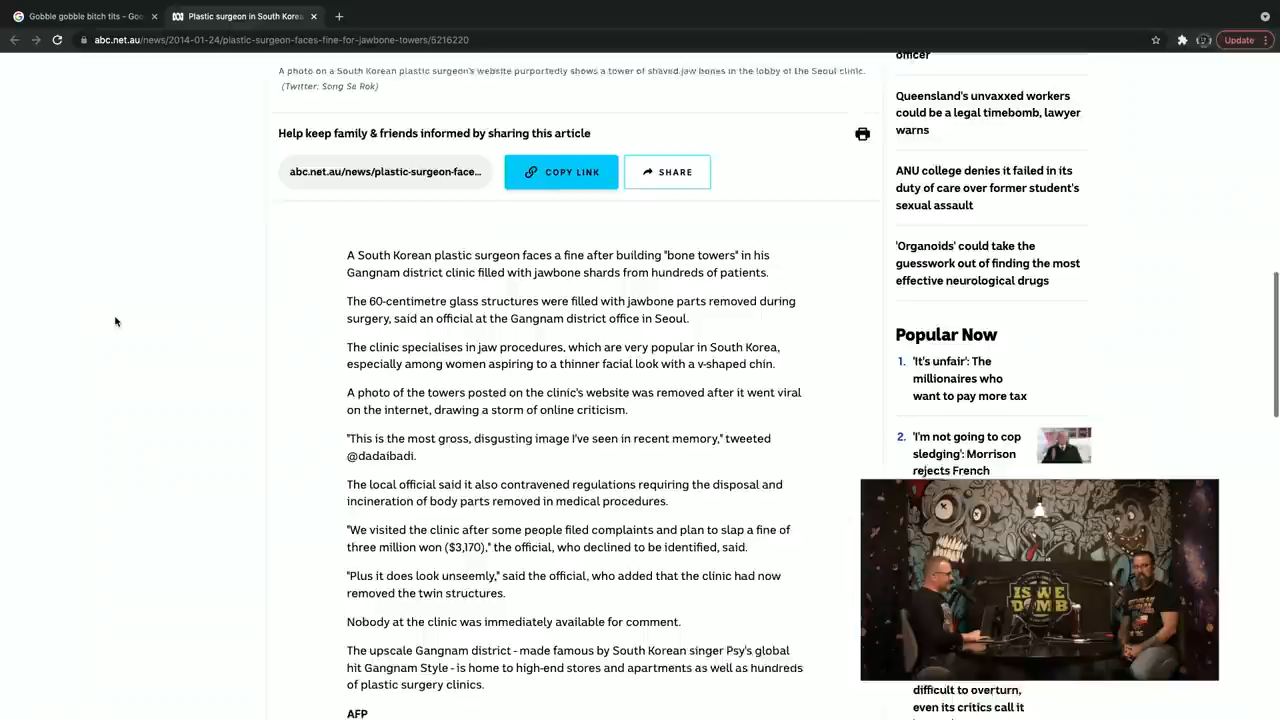 Gobble gobble bitch tits - Goo
Plastic surgeon in South Korea
abc.net.au/news/2014-01-24/plastic-surgeon-faces-fine-for-jawbone-towers/5216220
Update
A photo on a South Korean plastic surgeon's website purportedly shows a tower of shaved jaw bones in the lobby of the Seoul clinic.
(Twitter: Song Se Rok)
Help keep family & friends informed by sharing this article
abc.net.au/news/plastic-surgeon-face...
COPY LINK
SHARE
A South Korean plastic surgeon faces a fine after building "bone towers" in his
Gangnam district clinic filled with jawbone shards from hundreds of patients.
The 60-centimetre glass structures were filled with jawbone parts removed during
surgery, said an official at the Gangnam district office in Seoul.
The clinic specialises in jaw procedures, which are very popular in South Korea,
especially among women aspiring to a thinner facial look with a v-shaped chin.
A photo of the towers posted on the clinic's website was removed after it went viral
on the internet, drawing a storm of online criticism.
"This is the most gross, disgusting image I've seen in recent memory," tweeted
@dadaibadi.
The local official said it also contravened regulations requiring the disposal and
incineration of body parts removed in medical procedures.
"We visited the clinic after some people filed complaints and plan to slap a fine of
three million won ($3,170)," the official, who declined to be identified, said.
"Plus it does look unseemly," said the official, who added that the clinic had now
removed the twin structures.
Nobody at the clinic was immediately available for comment.
The upscale Gangnam district - made famous by South Korean singer Psy's global
hit Gangnam Style - is home to high-end stores and apartments as well as hundreds
of plastic surgery clinics.
AFP
officer
Queensland's unvaxxed workers
could be a legal timebomb, lawyer
warns
ANU college denies it failed in its
duty of care over former student's
sexual assault
'Organoids' could take the
guesswork out of finding the most
effective neurological drugs
Popular Now
1. 'It's unfair': The
millionaires who
want to pay more tax
2. 'I'm not going to cop
sledging': Morrison
rejects French
IS WE
DUMB
difficult to overturn,
even its critics call it